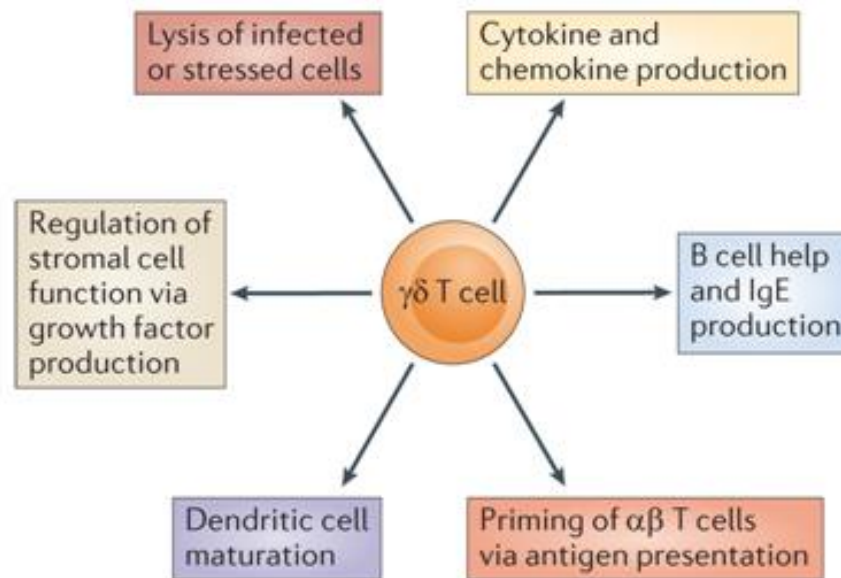 Lysis of infected
or stressed cells
Cytokine and
chemokine production
Regulation of
stromal cell
function via
growth factor
production
γδ T cell
B cell help
and IgE
production
Dendritic cell
maturation
Priming of αβ T cells
via antigen presentation